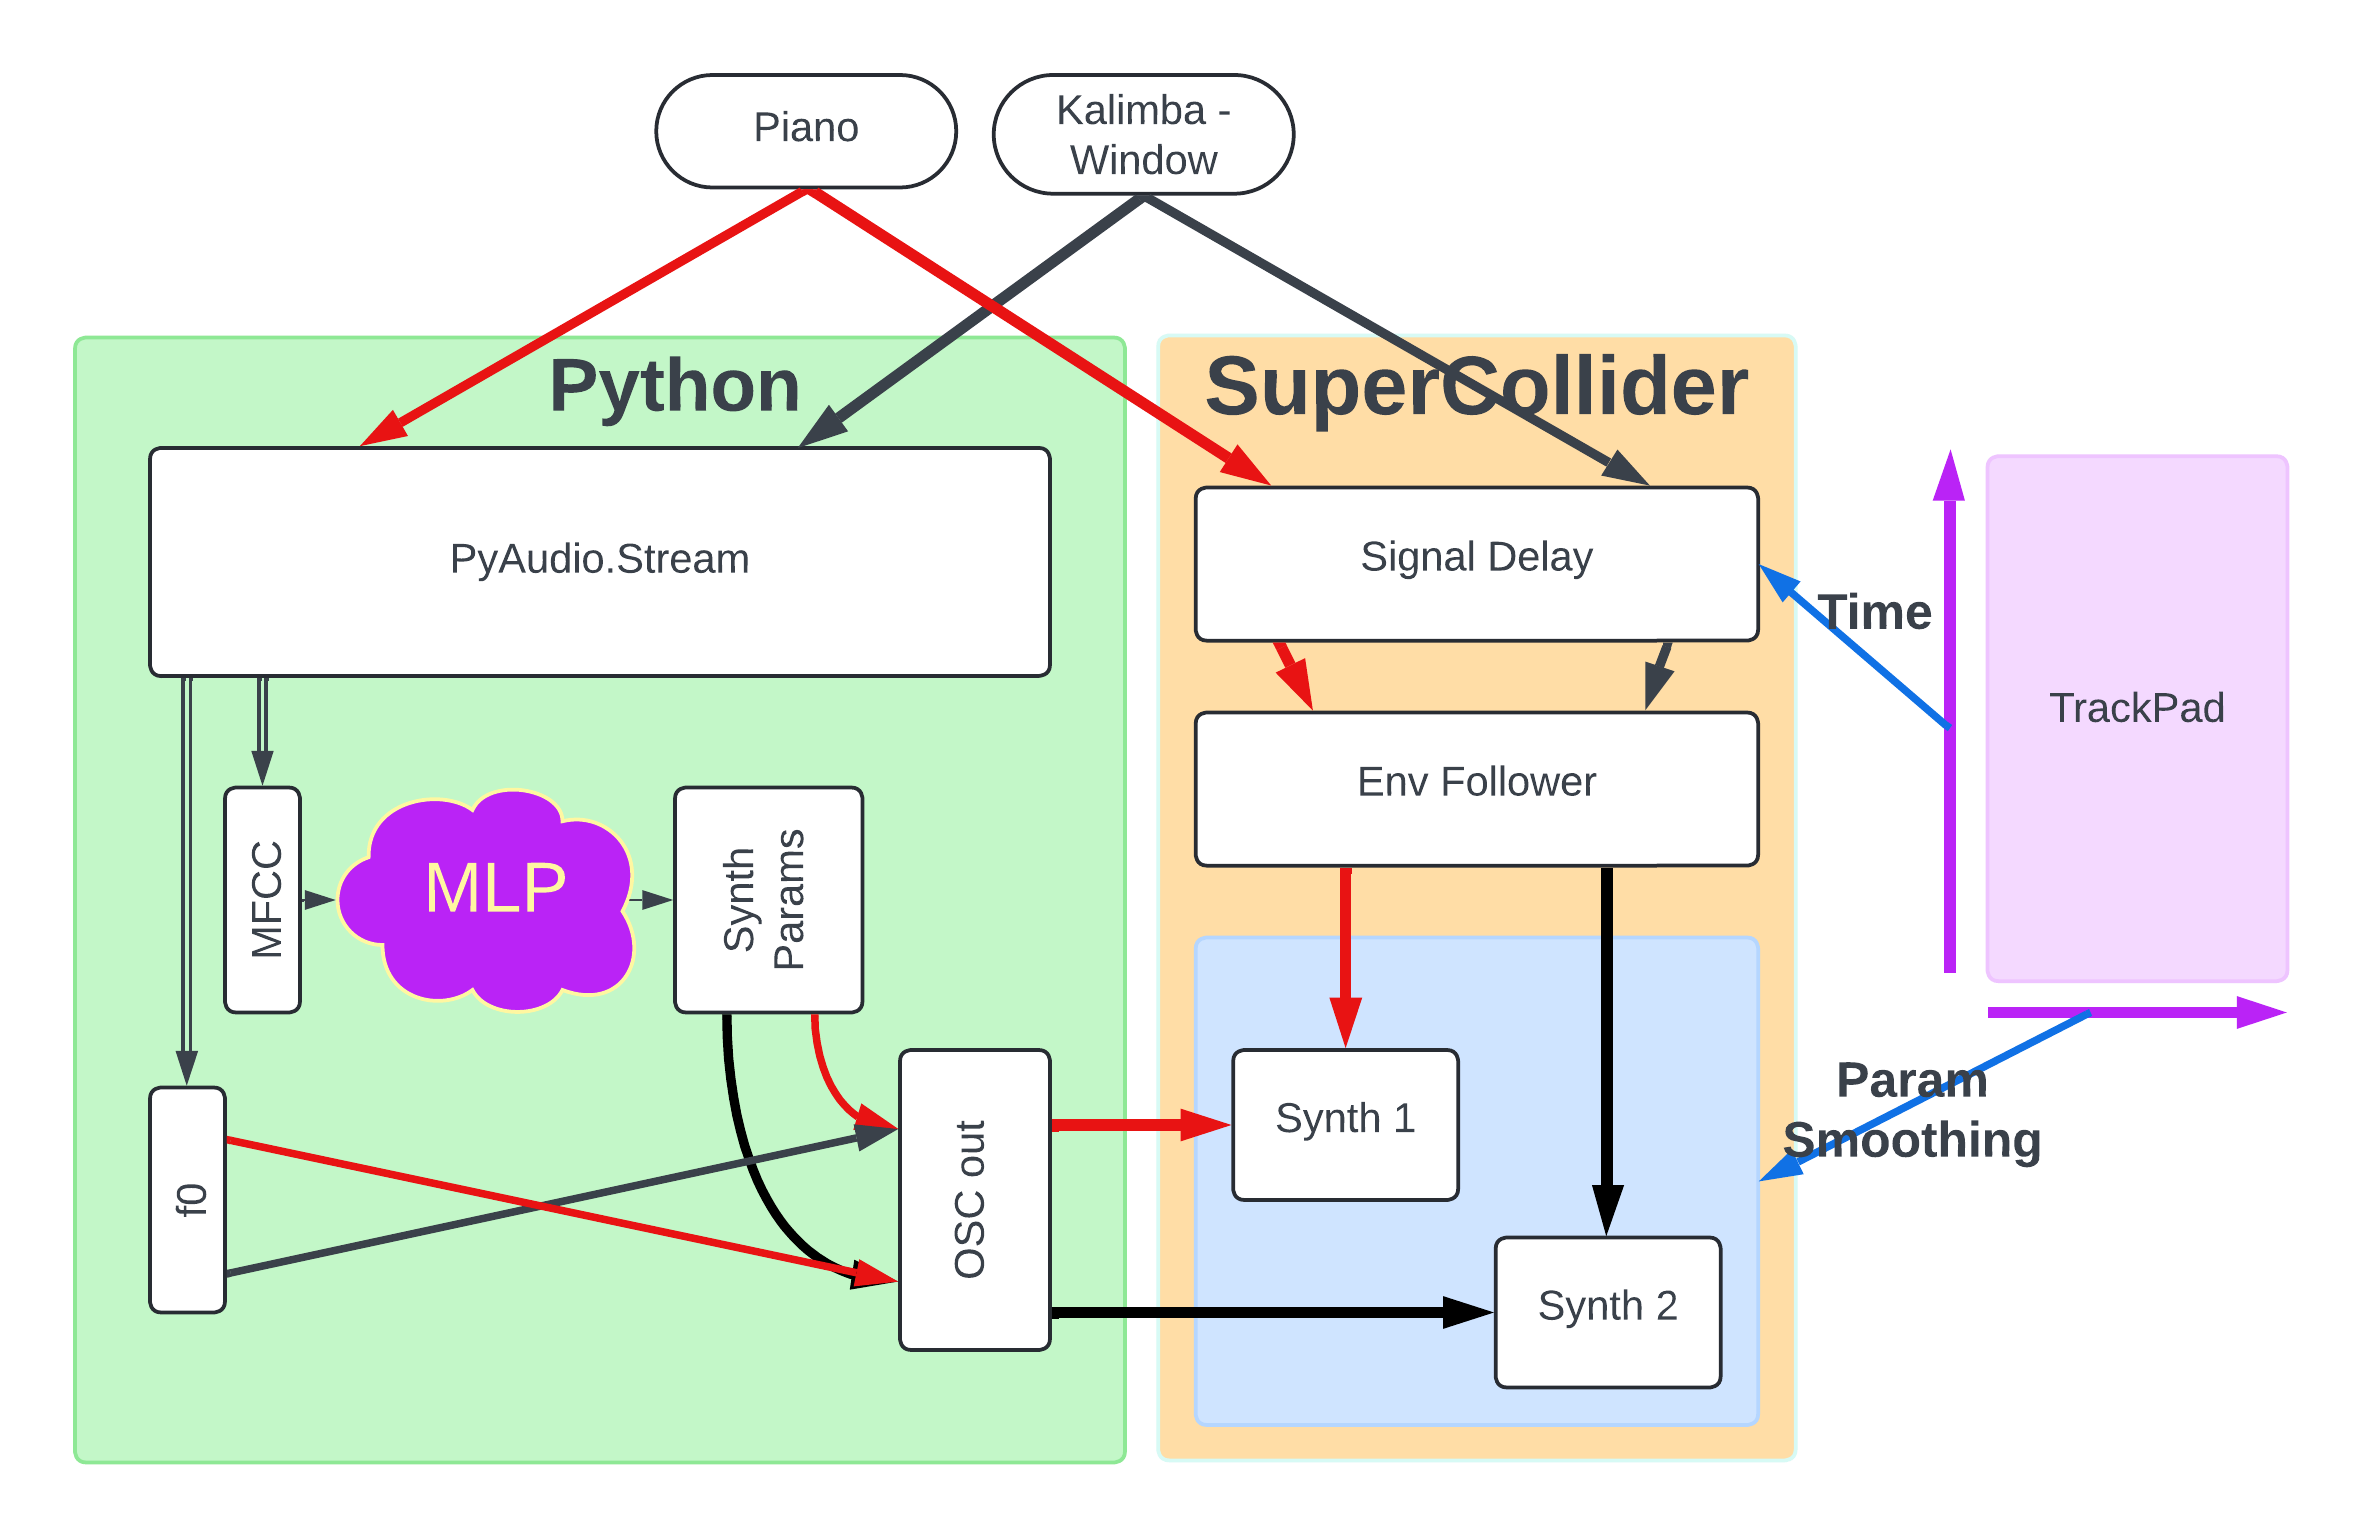 Piano
Kalimba -
Window
Python
SuperCollider
PyAudio.Stream
Signal Delay
Time
TrackPad
Env Follower
MFCC
MLP
Synth
Params
Param
Smoothing
f0
OSC out
Synth 1
Synth 2